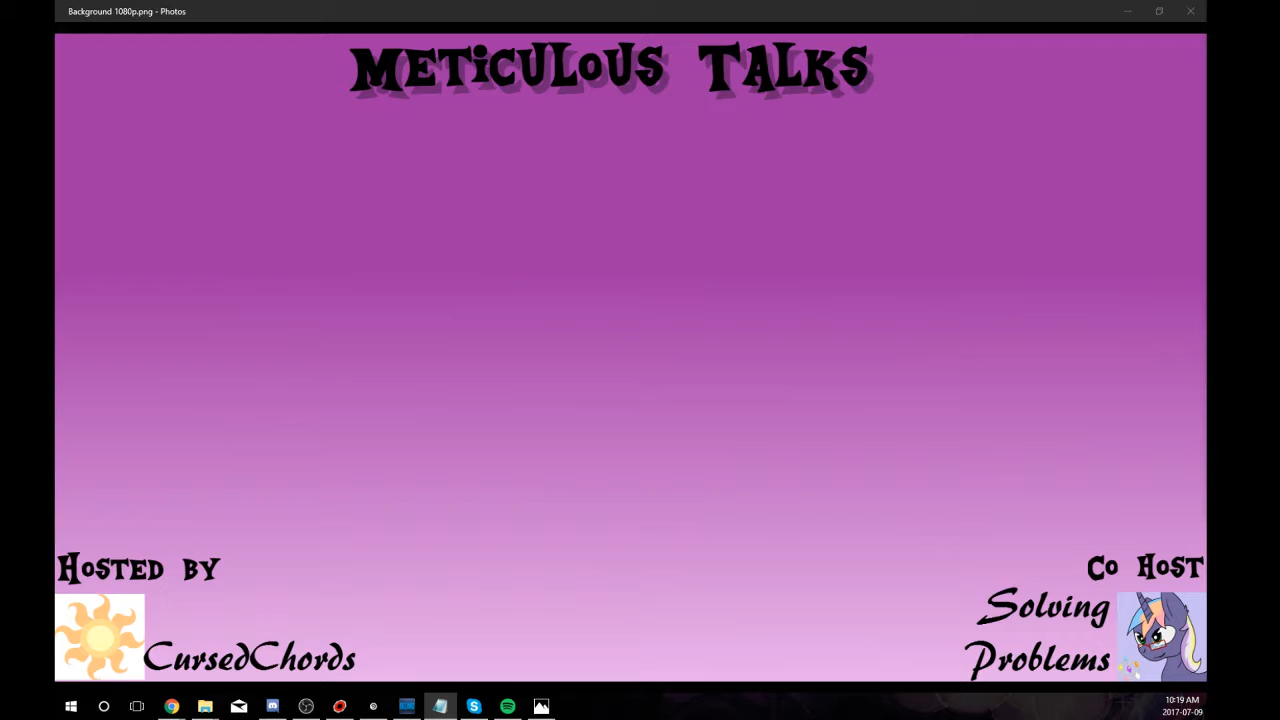 Background 1080p.png - Photos
Meticulous Talks
Hosted by
CursedChords
Co Host
Solving
Problems
10:19 AM
2017-07-09